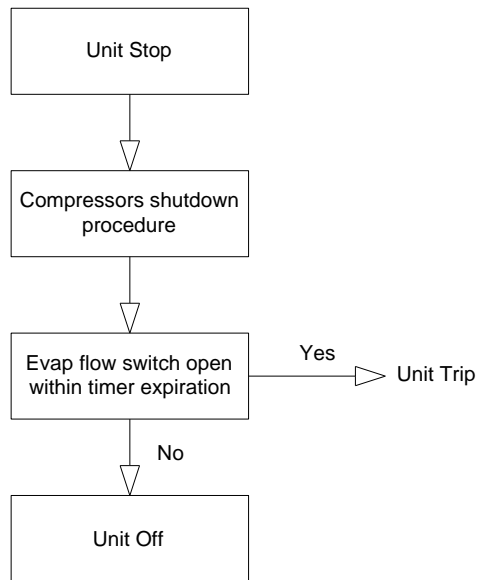 Unit Stop
Compressors shutdown
procedure
Evap flow switch open
within timer expiration
Yes
Unit Trip
No
Unit Off